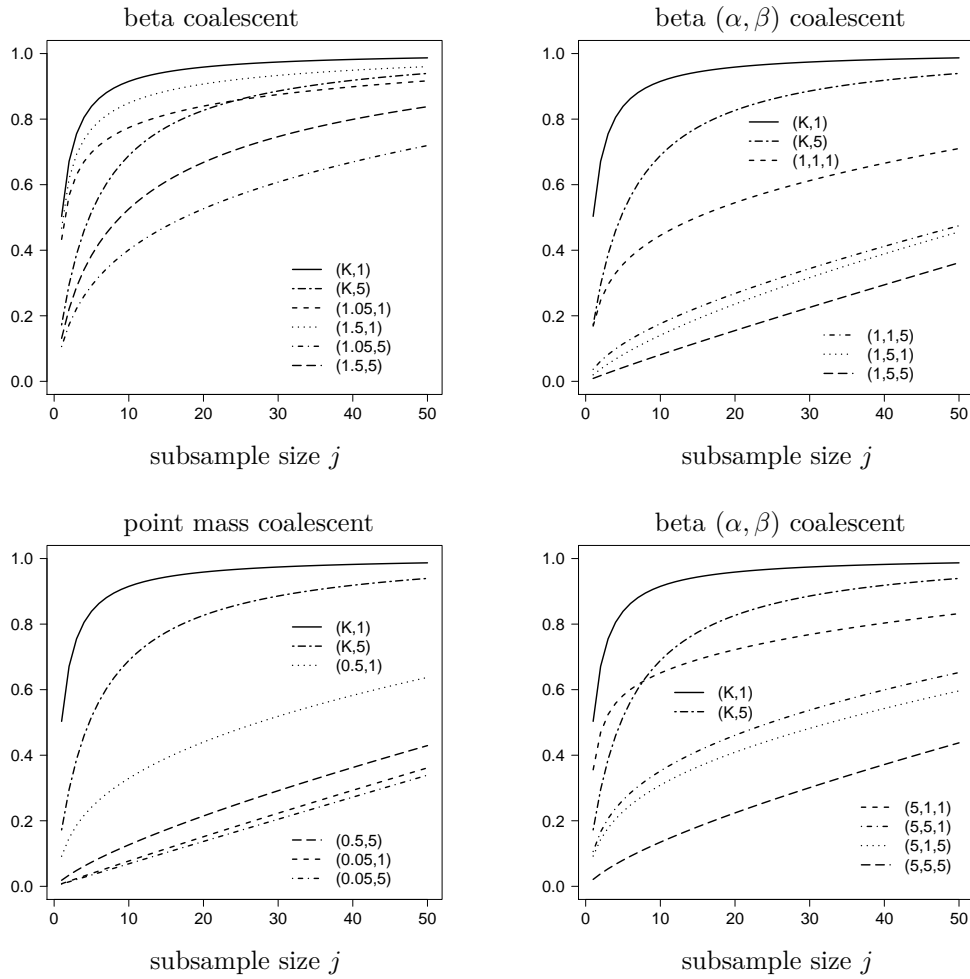 beta coalescent
1.0
0.8
0.6
0.4
0.2
0.0
0 10 20 30 40 50
(K,1)
(K,5)
(1.05,1)
(1.5,1)
(1.05,5)
(1.5,5)
subsample size j
beta (α, β) coalescent
1.0
0.8
0.6
0.4
0.2
0.0
0 10 20 30 40 50
(K,1)
(K,5)
(1,1,1)
(1,1,5)
(1,5,1)
(1,5,5)
subsample size j
point mass coalescent
1.0
0.8
0.6
0.4
0.2
0.0
0 10 20 30 40 50
(K,1)
(K,5)
(0.5,1)
(0.5,5)
(0.05,1)
(0.05,5)
subsample size j
beta (α, β) coalescent
1.0
0.8
0.6
0.4
0.2
0.0
0 10 20 30 40 50
(K,1)
(K,5)
(5,1,1)
(5,5,1)
(5,1,5)
(5,5,5)
subsample size j